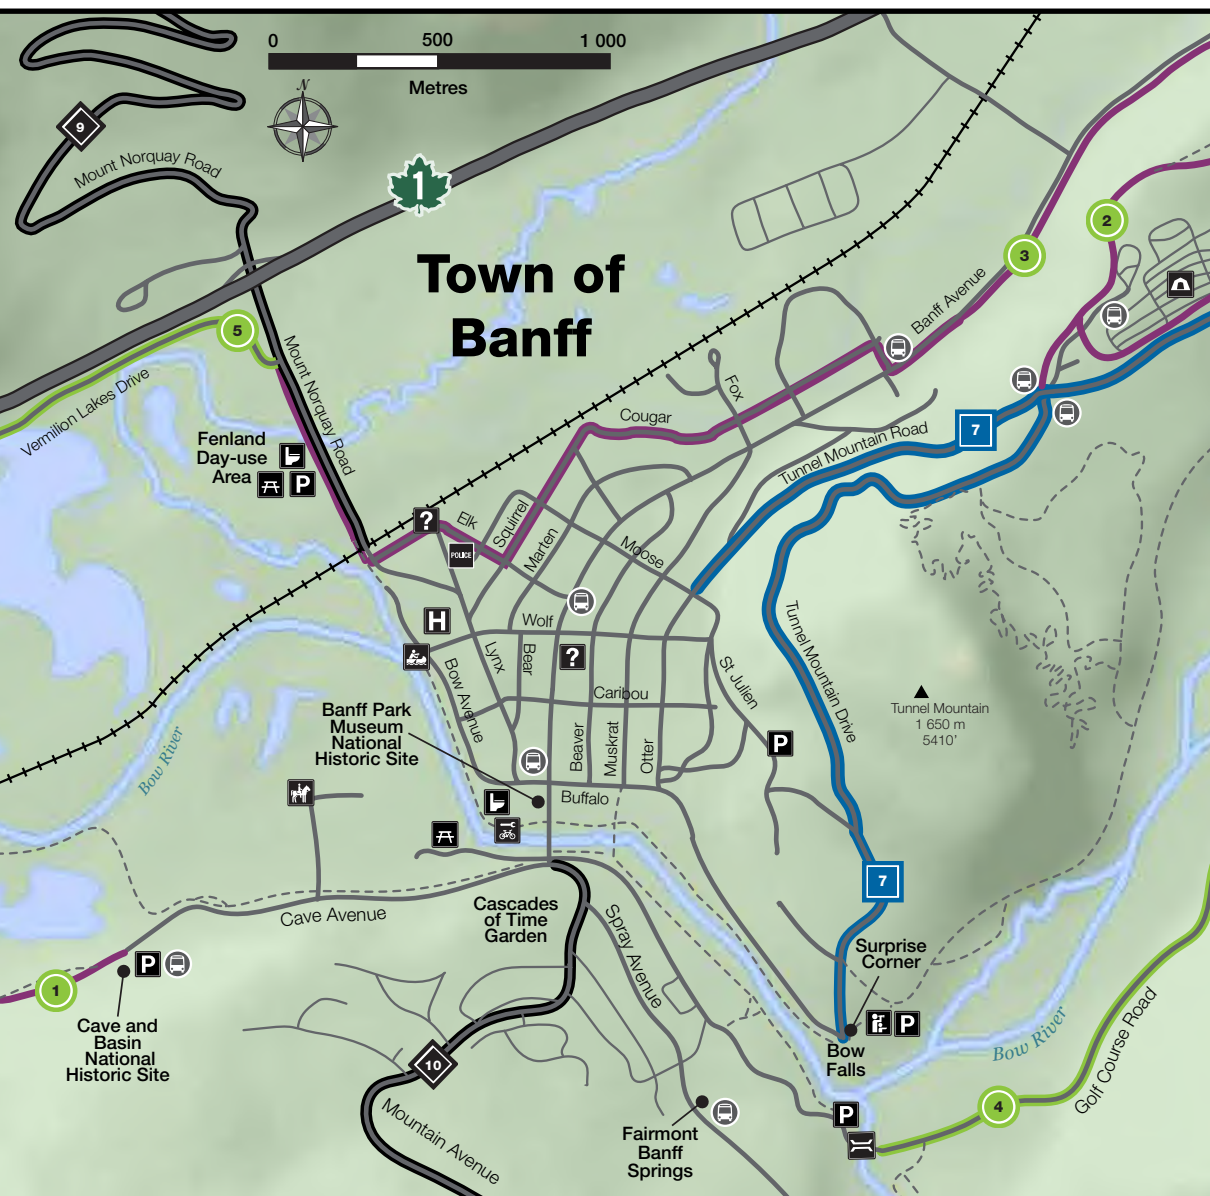 0 500 1 000
Metres
N
9
Mount Norquay Road
1
Town of
Banff
3
2
5
Vermilion Lakes Drive
Mount Norquay Road
Banff Avenue
Fox
Cougar
Tunnel Mountain Road
7
Fenland
Day-use
Area
P
?
Elk
POLICE
Squirrel
Marten
Moose
H
Wolf
?
Lynx
Bear
Bow Avenue
Caribou
St Julien
Tunnel Mountain Drive
Tunnel Mountain
1 650 m
5410'
Banff Park
Museum
National
Historic Site
Beaver
Muskrat
Otter
P
Bow River
Buffalo
7
Cave Avenue
Cascades
of Time
Garden
Spray Avenue
Surprise
Corner
P
1
P
Cave and
Basin
National
Historic Site
Bow
Falls
Bow River
Golf Course Road
10
Mountain Avenue
4
P
Fairmont
Banff
Springs